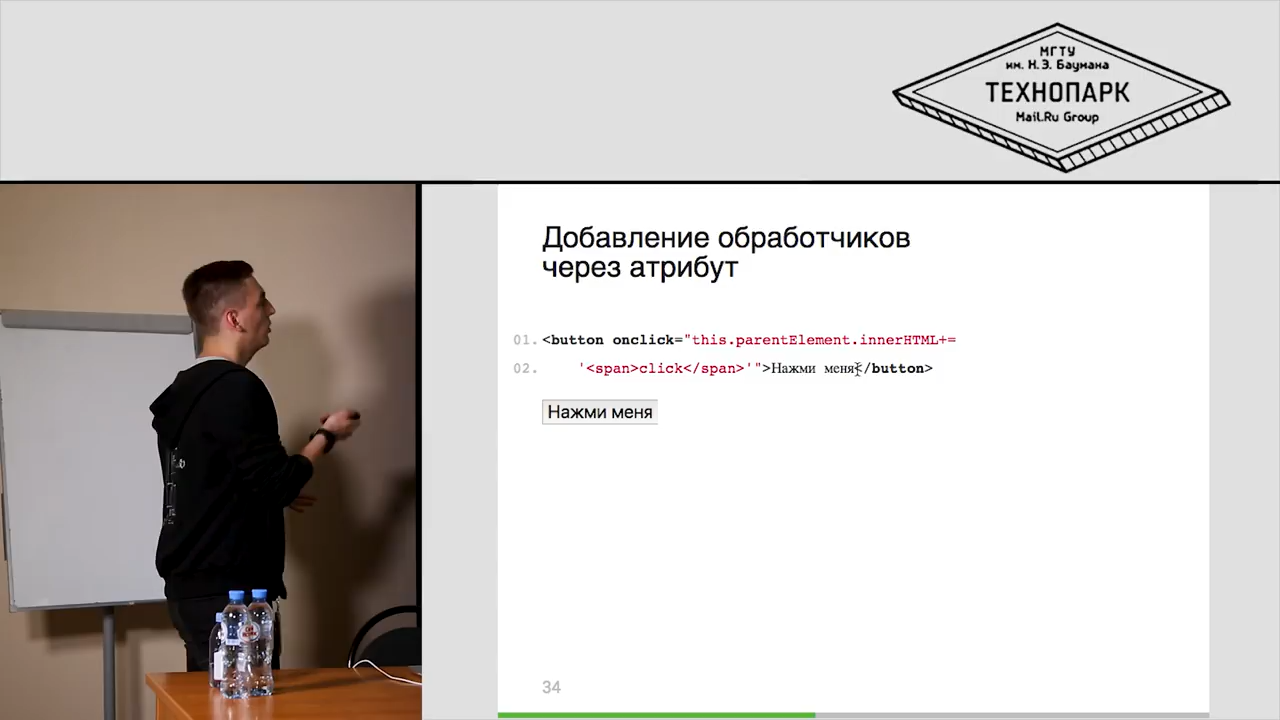 МГТУ
им. Н.Э. Баумана
ТЕХНОПАРК
Mail.Ru Group
Добавление обработчиков
через атрибут
01. <button onclick="this.parentElement.innerHTML+=
02. '<span>click</span>'">Нажми меня</button>
Нажми меня
34